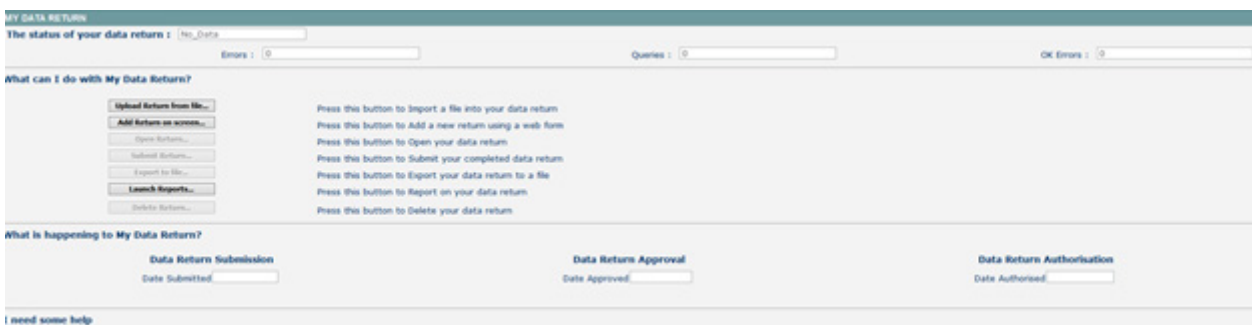 MY DATA RETURN
The status of your data return : No_Data
Errors : 0 Queries : 0 OK Errors : 0
What can I do with My Data Return?
Upload Return from file... Press this button to Import a file into your data return
Add Return on screen... Press this button to Add a new return using a web form
Open Return... Press this button to Open your data return
Submit Return... Press this button to Submit your completed data return
Export to file... Press this button to Export your data return to a file
Launch Reports... Press this button to Report on your data return
Delete Return... Press this button to Delete your data return
What is happening to My Data Return?
Data Return Submission Data Return Approval Data Return Authorisation
Date Submitted Date Approved Date Authorised
I need some help